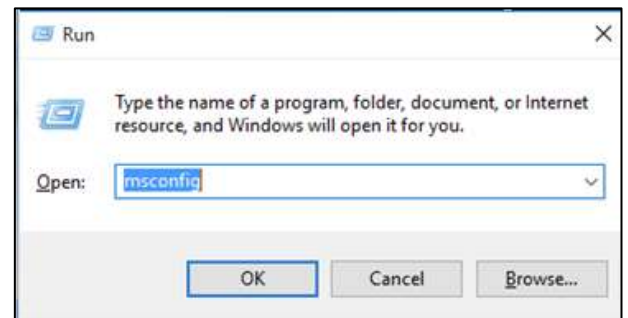 Run
Type the name of a program, folder, document, or Internet
resource, and Windows will open it for you.
Open: msconfig
OK Cancel Browse...